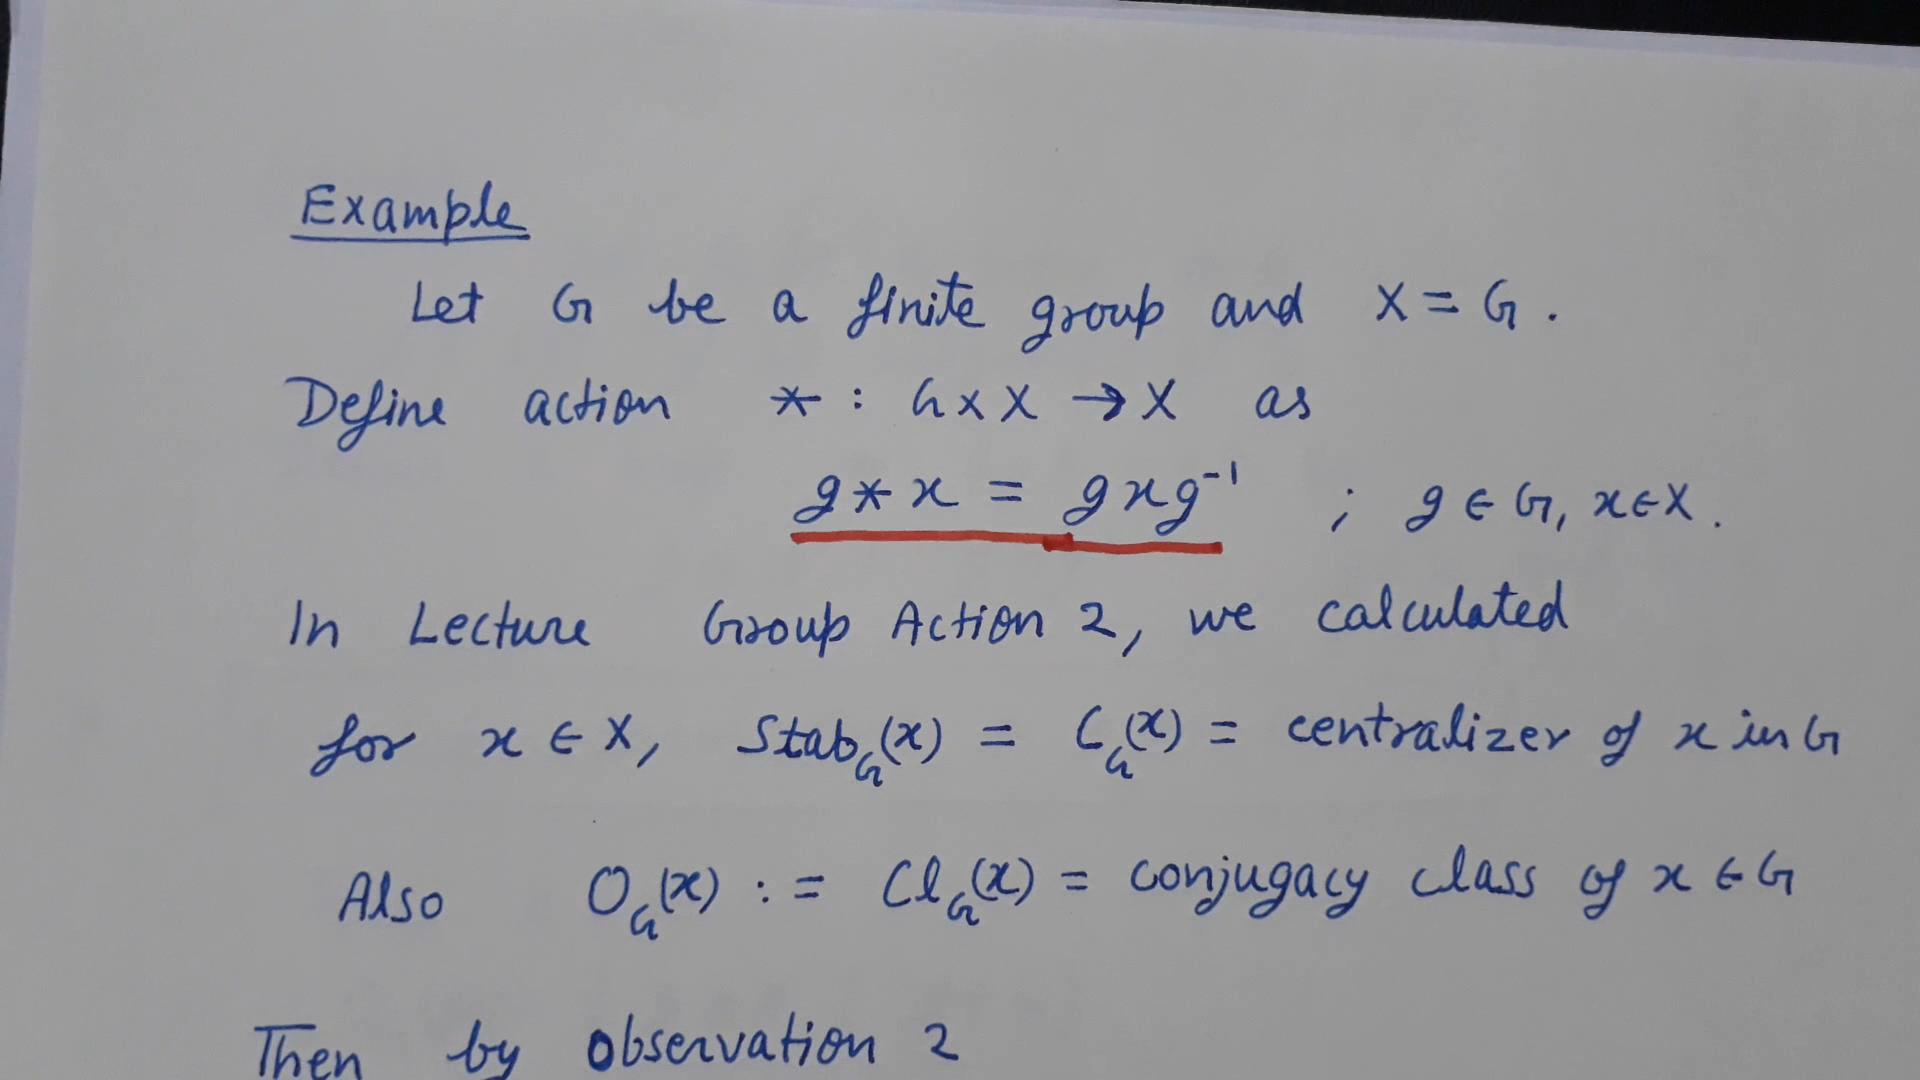 Example
Let G be a finite group and X = G.
Define action * : G×X → X as
g*x = gxg⁻¹ ; g ∈ G, x∈X.
In Lecture Group Action 2, we calculated
for x ∈ X, Stab_G(x) = C_G(x) = centralizer of x in G
Also O_G(x) := Cl_G(x) = conjugacy class of x ∈ G
Then by observation 2